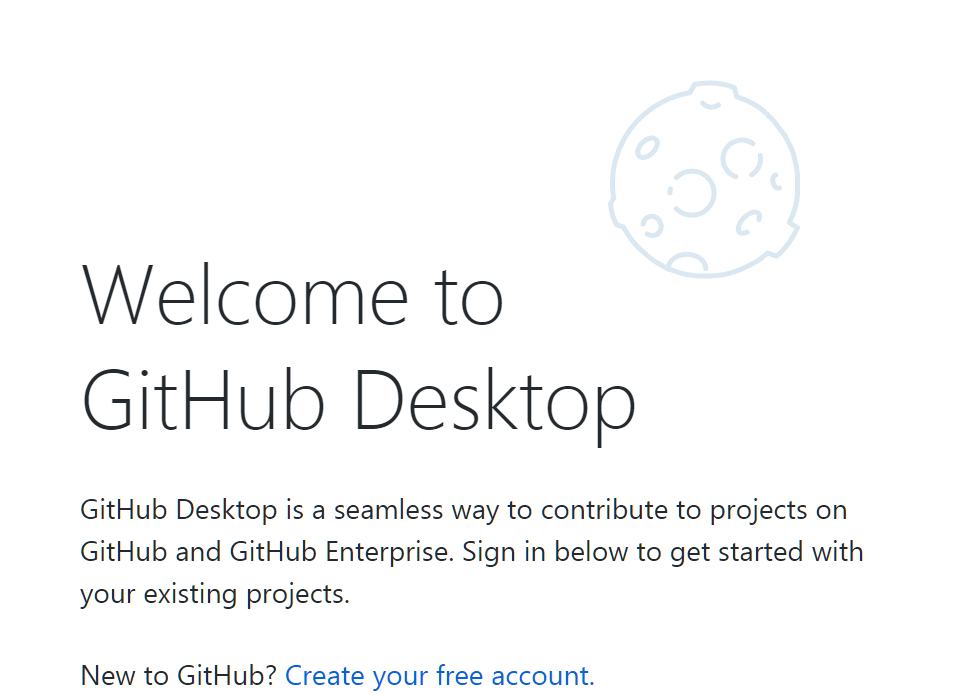 Welcome to
GitHub Desktop
GitHub Desktop is a seamless way to contribute to projects on
GitHub and GitHub Enterprise. Sign in below to get started with
your existing projects.
New to GitHub? Create your free account.